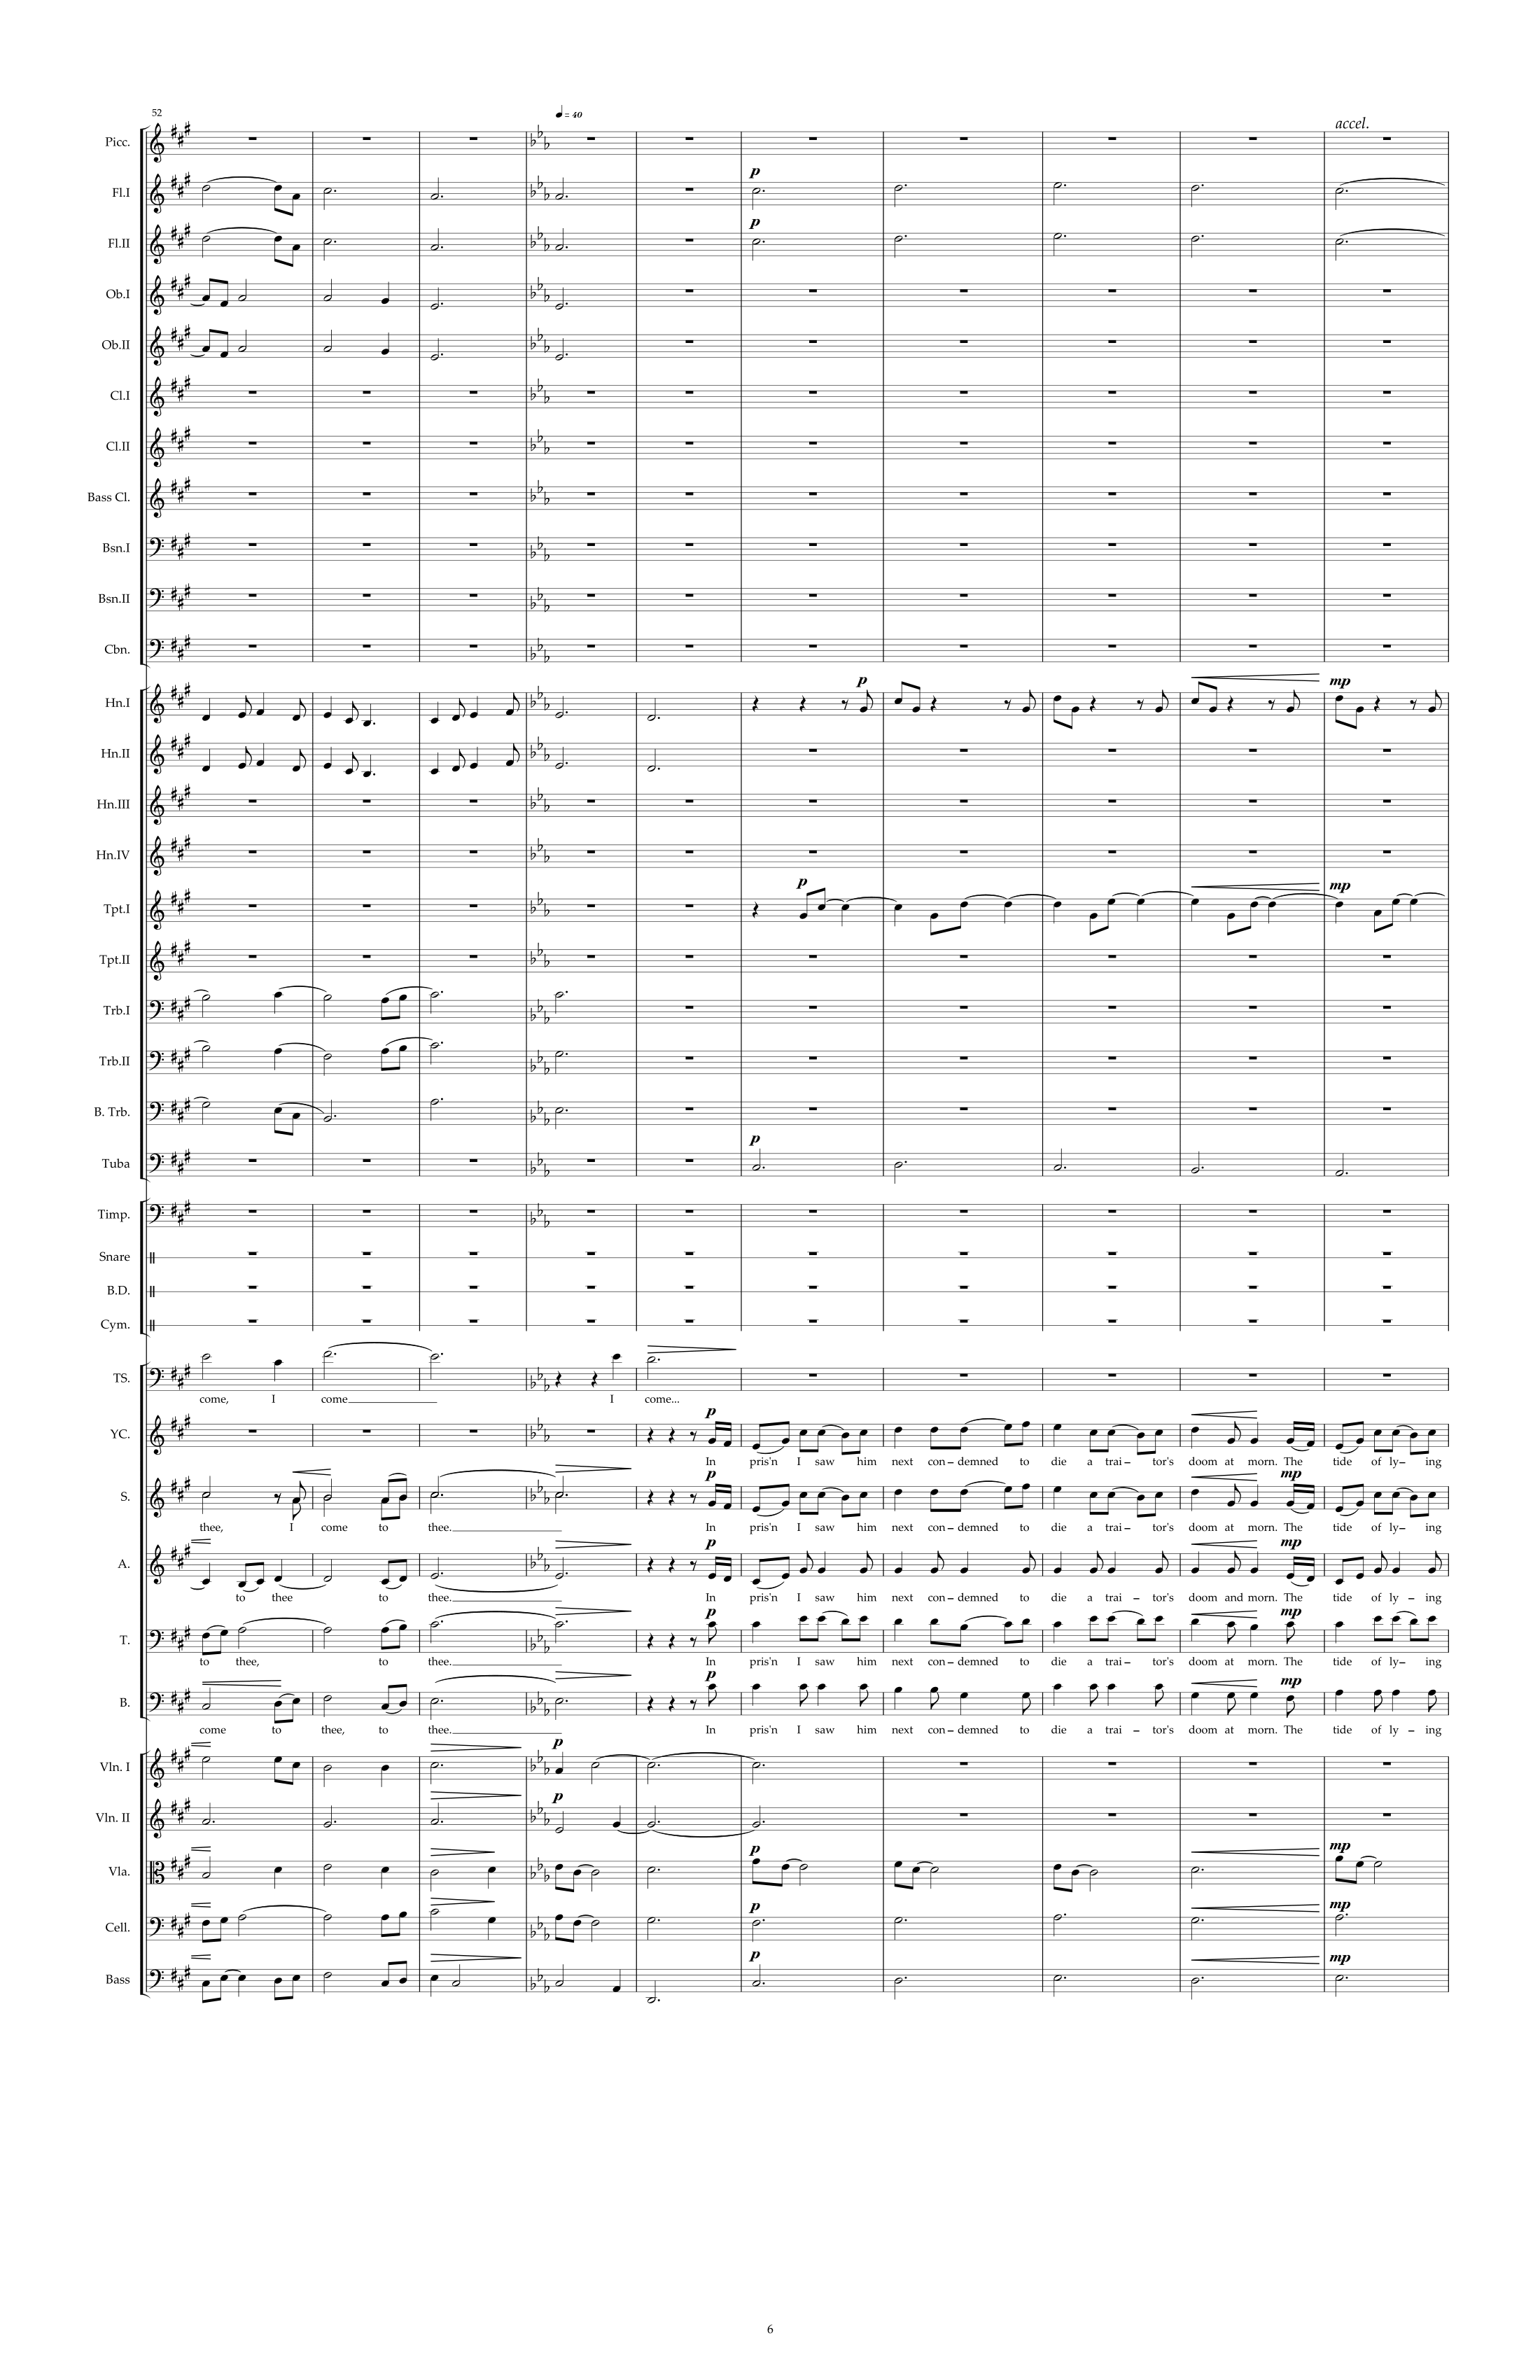 52
= 40
accel.
Picc.
p
Fl.I
p
Fl.II
Ob.I
Ob.II
Cl.I
Cl.II
Bass Cl.
Bsn.I
Bsn.II
Cbn.
p mp
Hn.I
Hn.II
Hn.III
Hn.IV
p mp
Tpt.I
Tpt.II
Trb.I
Trb.II
B. Trb.
p
Tuba
Timp.
Snare
B.D.
Cym.
TS.
come, I come I come...
p
YC.
In pris'n I saw him next con – demned to die a trai – tor's doom at morn. The tide of ly – ing
p mp
S.
thee, I come to thee. In pris'n I saw him next con – demned to die a trai – tor's doom at morn. The tide of ly – ing
p mp
A.
to thee to thee. In pris'n I saw him next con – demned to die a trai – tor's doom and morn. The tide of ly – ing
p mp
T.
to thee, to thee. In pris'n I saw him next con – demned to die a trai – tor's doom at morn. The tide of ly – ing
p mp
B.
come to thee, to thee. In pris'n I saw him next con – demned to die a trai – tor's doom at morn. The tide of ly – ing
p
Vln. I
p
Vln. II
p mp
Vla.
p mp
Cell.
p mp
Bass
6